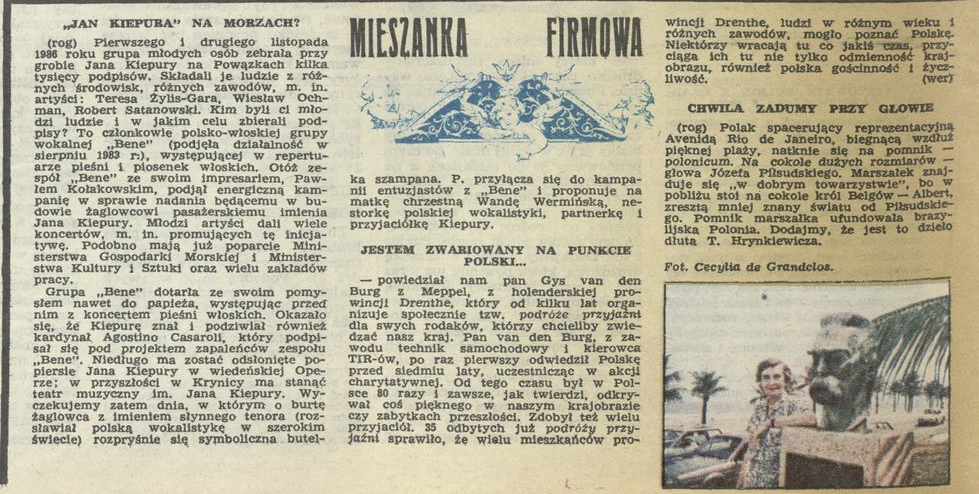 „JAN KIEPURA” NA MORZACH?
(rog) Pierwszego i drugiego listopada
1986 roku grupa młodych osób zebrała przy
grobie Jana Kiepury na Powązkach kilka
tysięcy podpisów. Składali je ludzie z róż-
nych środowisk, różnych zawodów, m. in.
artyści: Teresa Żylis-Gara, Wiesław Och-
man, Robert Satanowski. Kim byli ci mło-
dzi ludzie i w jakim celu zbierali pod-
pisy? To członkowie polsko-włoskiej grupy
wokalnej „Bene” (podjęła działalność w
sierpniu 1983 r.), występującej w repertu-
arze pieśni i piosenek włoskich. Otóż ze-
spół „Bene” ze swoim impresariem, Paw-
łem Kołakowskim, podjął energiczną kam-
panię w sprawie nadania będącemu w bu-
dowie żaglowcowi pasażerskiemu imienia
Jana Kiepury. Młodzi artyści dali wiele
koncertów, m. in. promujących tę inicja-
tywę. Podobno mają już poparcie Mini-
sterstwa Gospodarki Morskiej i Minister-
stwa Kultury i Sztuki oraz wielu zakładów
pracy.
Grupa „Bene” dotarła ze swoim pomy-
słem nawet do papieża, występując przed
nim z koncertem pieśni włoskich. Okazało
się, że Kiepurę znał i podziwiał również
kardynał Agostino Casaroli, który podpi-
sał się pod projektem zapaleńców zespołu
„Bene”. Niedługo ma zostać odsłonięte po-
piersie Jana Kiepury w wiedeńskiej Ope-
rze; w przyszłości w Krynicy ma stanąć
teatr muzyczny im. Jana Kiepury. Wy-
czekujemy zatem dnia, w którym o burtę
żaglowca z imieniem słynnego tenora (roz-
sławiał polską wokalistykę w szerokim
świecie) rozpryśnie się symboliczna butel-
MIESZANKA FIRMOWA
ka szampana. P. przyłącza się do kampa-
nii entuzjastów z „Bene” i proponuje na
matkę chrzestną Wandę Wermińską, ne-
storkę polskiej wokalistyki, partnerkę i
przyjaciółkę Kiepury.
JESTEM ZWABIOWANY NA PUNKCIE
POLSKI...
— powiedział nam pan Gys van den
Burg z Meppel, z holenderskiej pro-
wincji Drenthe, który od kilku lat orga-
nizuje społecznie tzw. podróże przyjaźni
dla swych rodaków, którzy chcieliby zwie-
dzać nasz kraj. Pan van den Burg, z za-
wodu technik samochodowy i kierowca
TIR-ów, po raz pierwszy odwiedził Polskę
przed siedmiu laty, uczestnicząc w akcji
charytatywnej. Od tego czasu był w Pol-
sce 80 razy i zawsze, jak twierdzi, odkry-
wał coś pięknego w naszym krajobrazie
czy zabytkach przeszłości. Zdobył też wielu
przyjaciół. 35 odbytych już podróży przy-
jaźni sprawiło, że wielu mieszkańców pro-
wincji Drenthe, ludzi w różnym wieku i
różnych zawodów, mogło poznać Polskę.
Niektórzy wracają tu co jakiś czas, przy-
ciąga ich tu nie tylko odmienność kraj-
obrazu, również polska gościnność i życz-
liwość. (wer)
CHWILA ZADUMY PRZY GŁOWIE
(rog) Polak spacerujący reprezentacyjną
Avenidą Rio de Janeiro, biegnącą wzdłuż
pięknej plaży, natknie się na pomnik —
polonicum. Na cokole dużych rozmiarów —
głowa Józefa Piłsudskiego. Marszałek znaj-
duje się „w dobrym towarzystwie”, bo w
pobliżu stoi na cokole król Belgów — Albert,
zresztą mniej znany światu od Piłsudskie-
go. Pomnik marszałka ufundowała brazy-
lijska Polonia. Dodajmy, że jest to dzieło
dłuta T. Hrynkiewicza.
Fot. Cecylia de Grandclos.